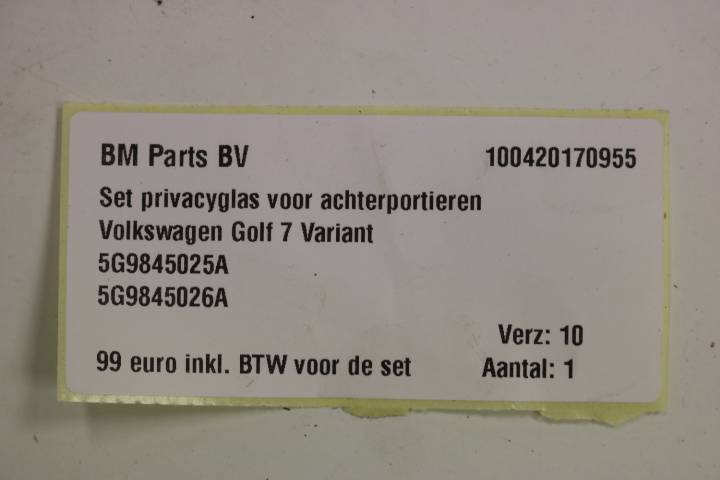 BM Parts BV 100420170955
Set privacyglas voor achterportieren
Volkswagen Golf 7 Variant
5G9845025A
5G9845026A
Verz: 10
99 euro inkl. BTW voor de set Aantal: 1